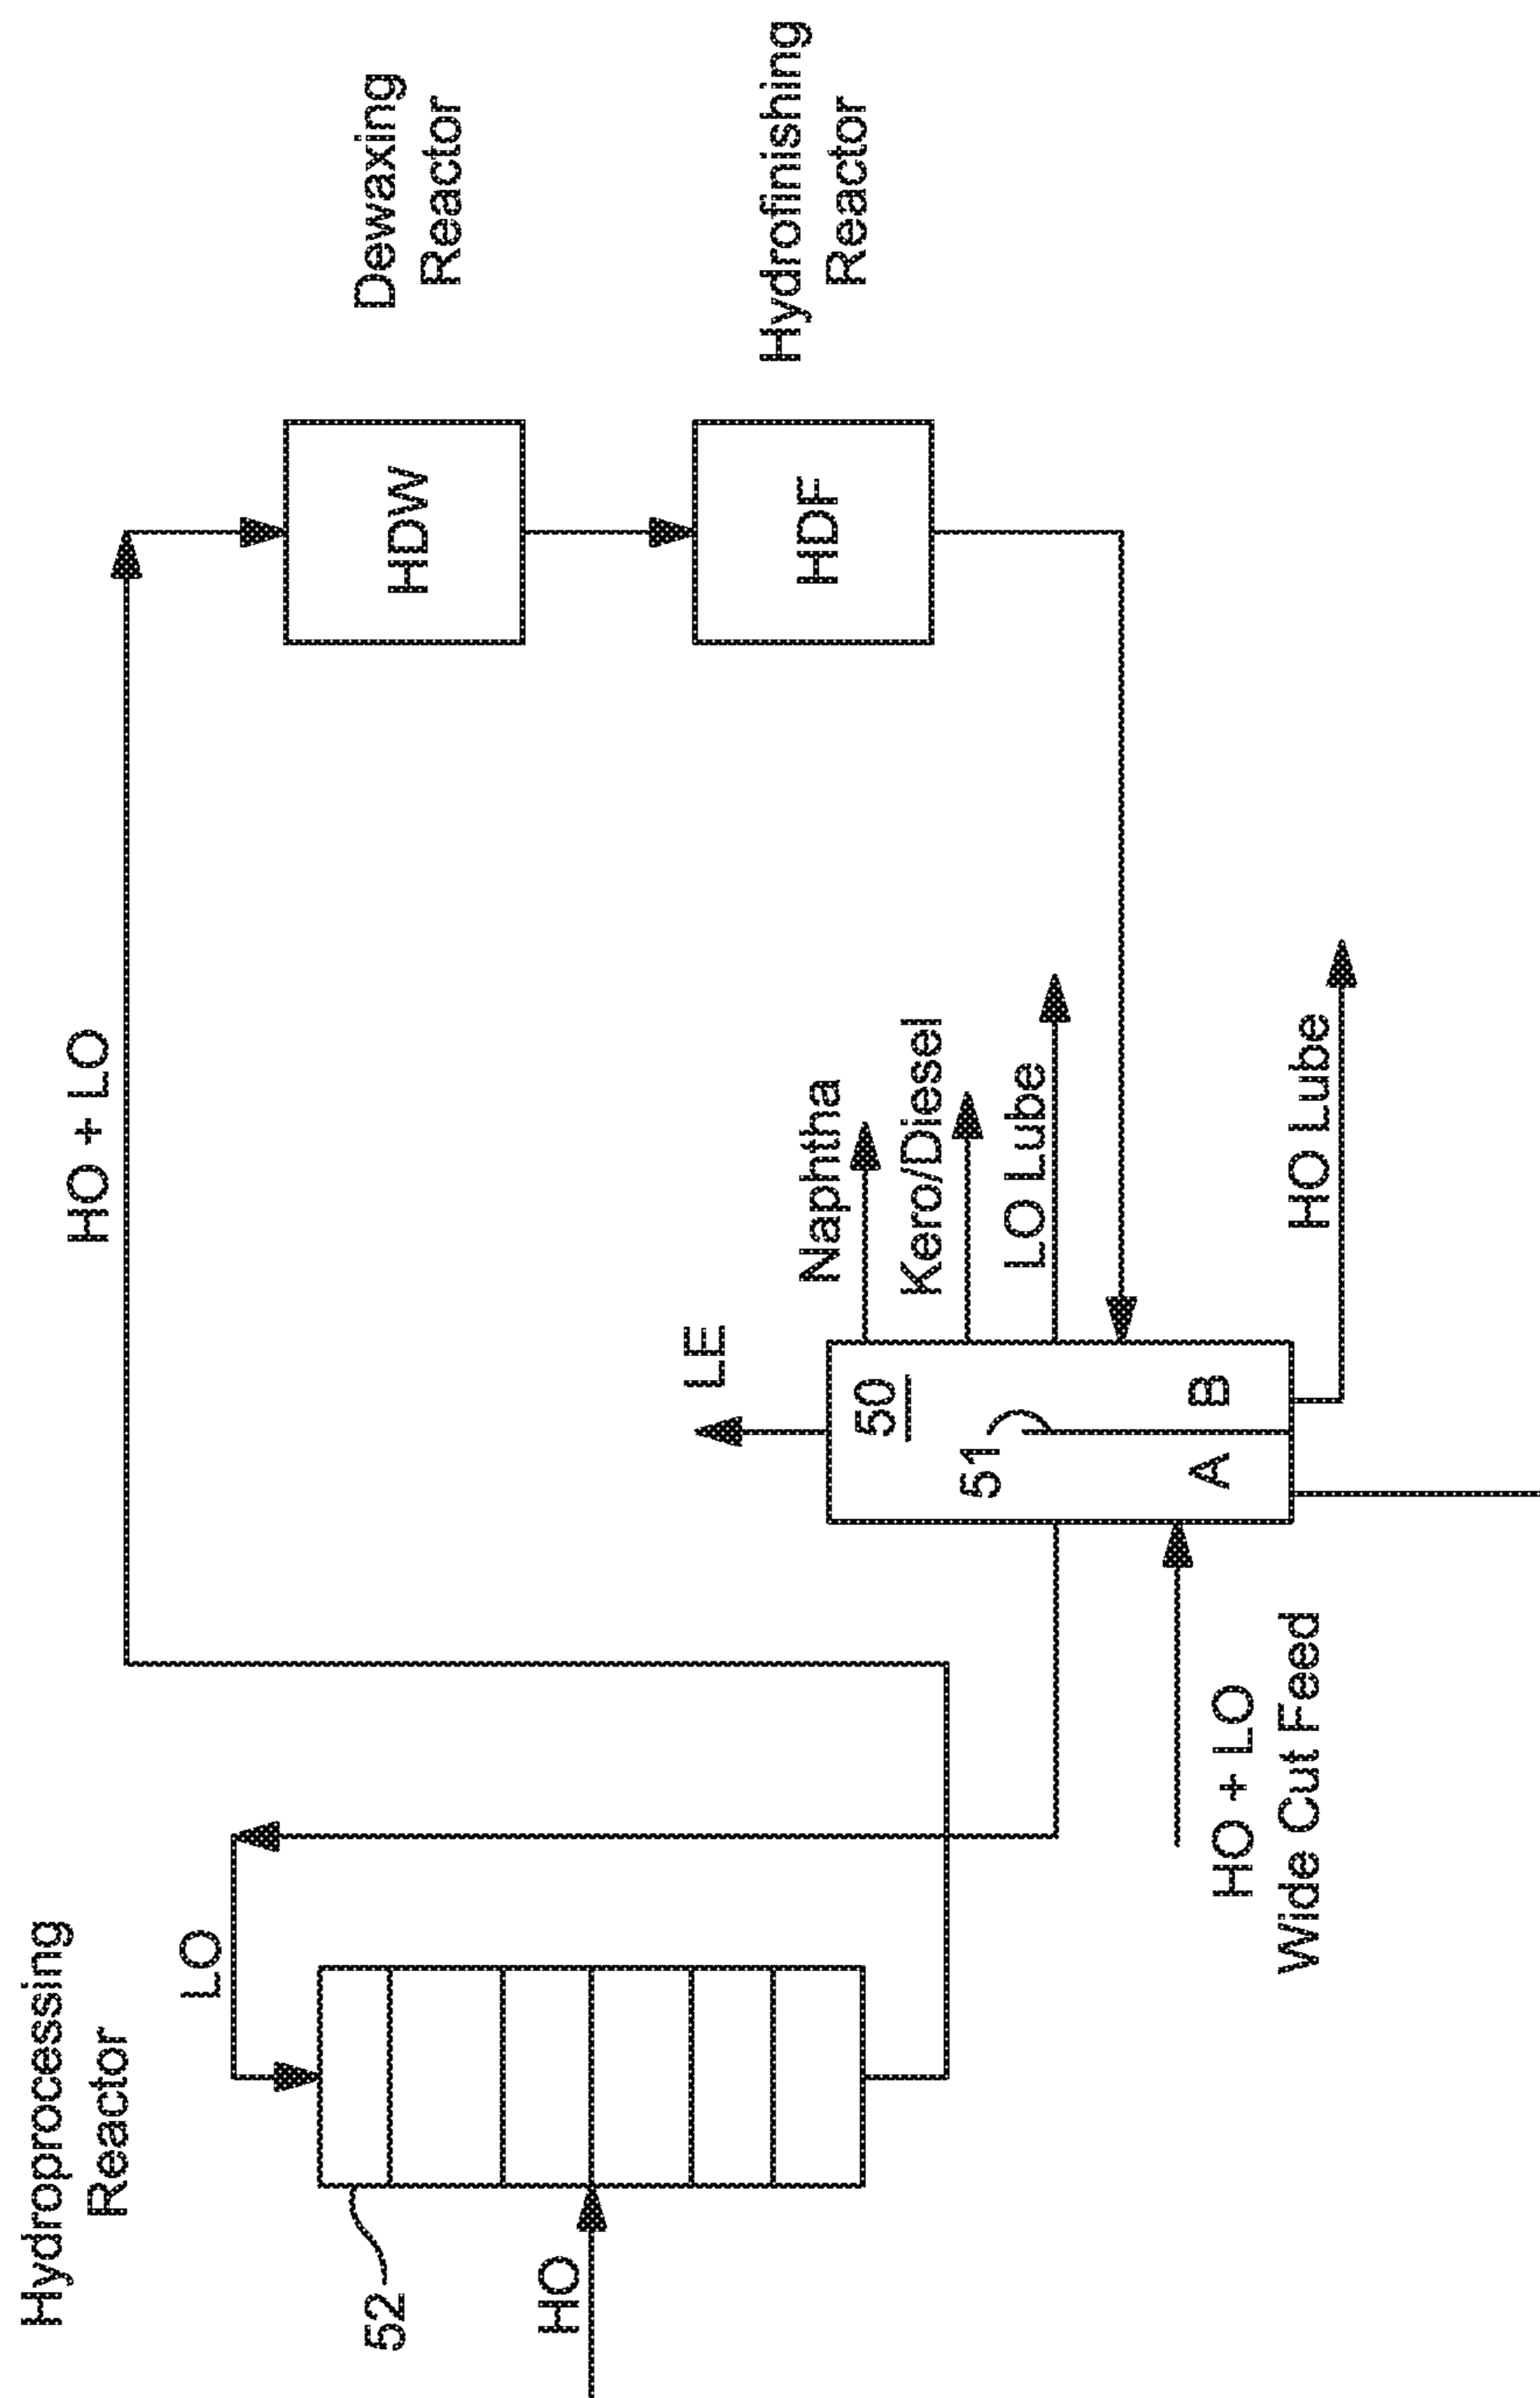 Hydroprocessing
Reactor
LO
52
HO
HO + LO
Dewaxing
Reactor
HDW
Hydrofinishing
Reactor
HDF
LE
Naphtha
Kero/Diesel
LO Lube
50
51
A
B
HO Lube
HO + LO
Wide Cut Feed